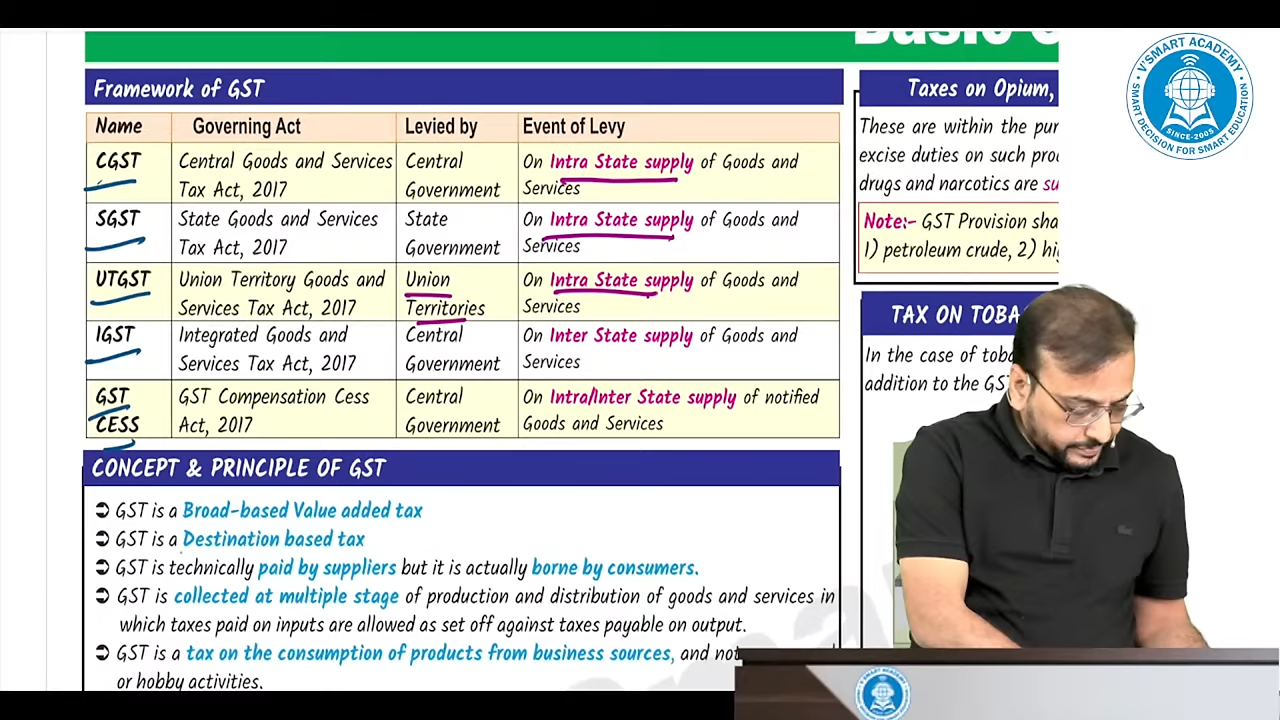 Framework of GST
Name Governing Act Levied by Event of Levy
CGST Central Goods and Services Tax Act, 2017 Central Government On Intra State supply of Goods and Services
SGST State Goods and Services Tax Act, 2017 State Government On Intra State supply of Goods and Services
UTGST Union Territory Goods and Services Tax Act, 2017 Union Territories On Intra State supply of Goods and Services
IGST Integrated Goods and Services Tax Act, 2017 Central Government On Inter State supply of Goods and Services
GST CESS GST Compensation Cess Act, 2017 Central Government On Intra/Inter State supply of notified Goods and Services
CONCEPT & PRINCIPLE OF GST
➲ GST is a Broad-based Value added tax
➲ GST is a Destination based tax
➲ GST is technically paid by suppliers but it is actually borne by consumers.
➲ GST is collected at multiple stage of production and distribution of goods and services in
which taxes paid on inputs are allowed as set off against taxes payable on output.
➲ GST is a tax on the consumption of products from business sources, and not
or hobby activities.
Taxes on Opium,
These are within the
excise duties on such
drugs and narcotics are
Note:- GST Provision
1) petroleum crude, 2)
TAX ON
In the case of
addition to the
V'SMART ACADEMY
SINCE-2005
SMART DECISION FOR SMART EDUCATION